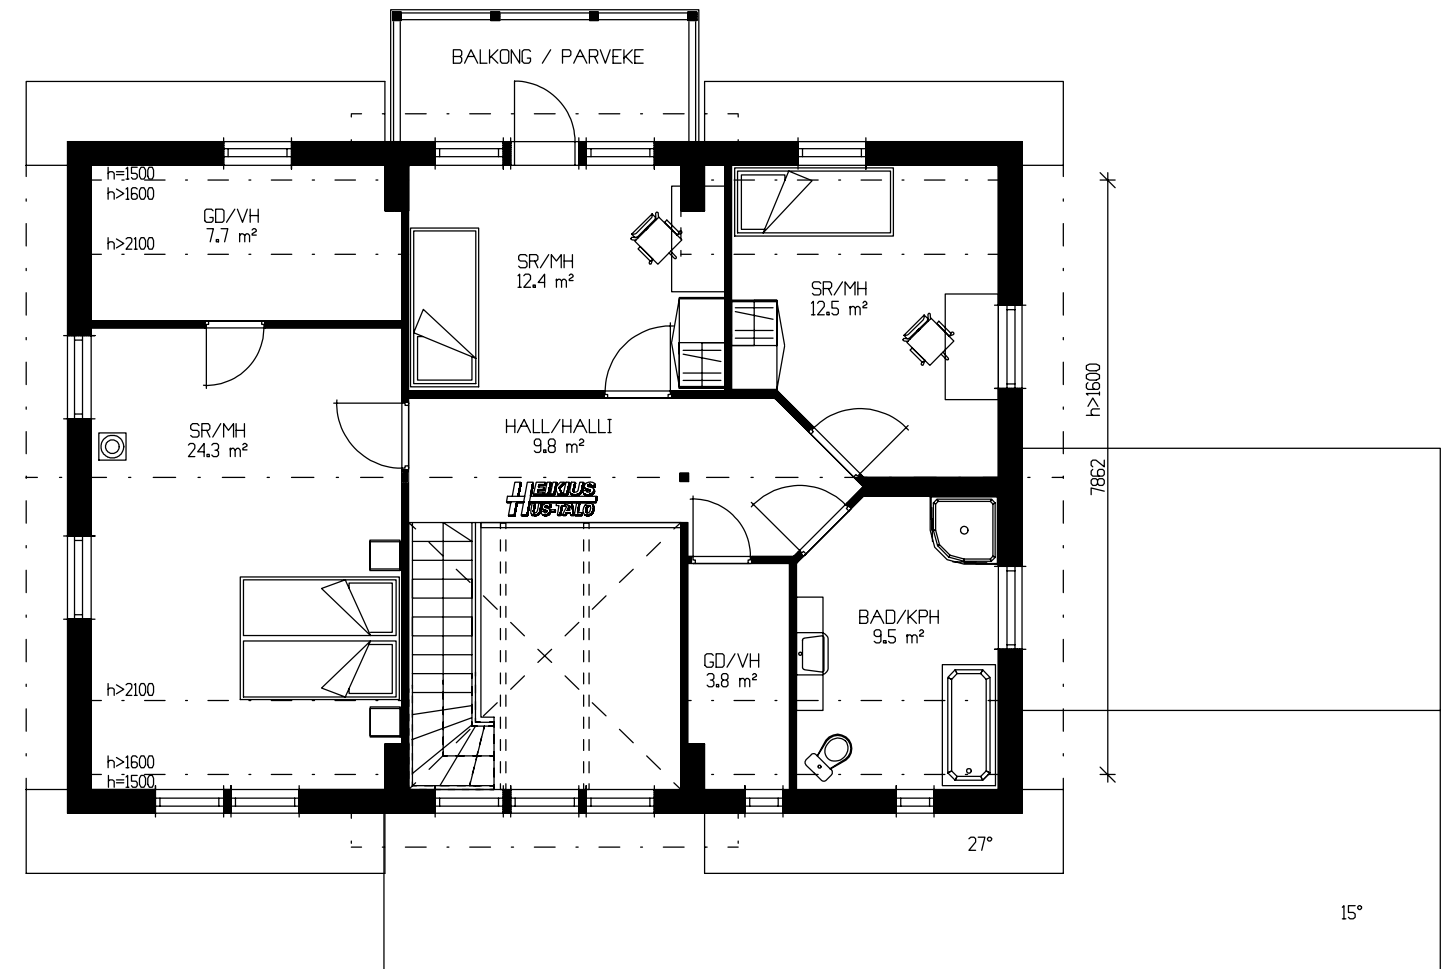 BALKONG / PARVEKE
h=1500
h>1600
GD/VH
7.7 m²
h>2100
SR/MH
12.4 m²
SR/MH
12.5 m²
h>1600
7862
SR/MH
24.3 m²
HALL/HALLI
9.8 m²
HEIKIUS
HUS-TALO
BAD/KPH
9.5 m²
GD/VH
3.8 m²
h>2100
h>1600
h=1500
27°
15°